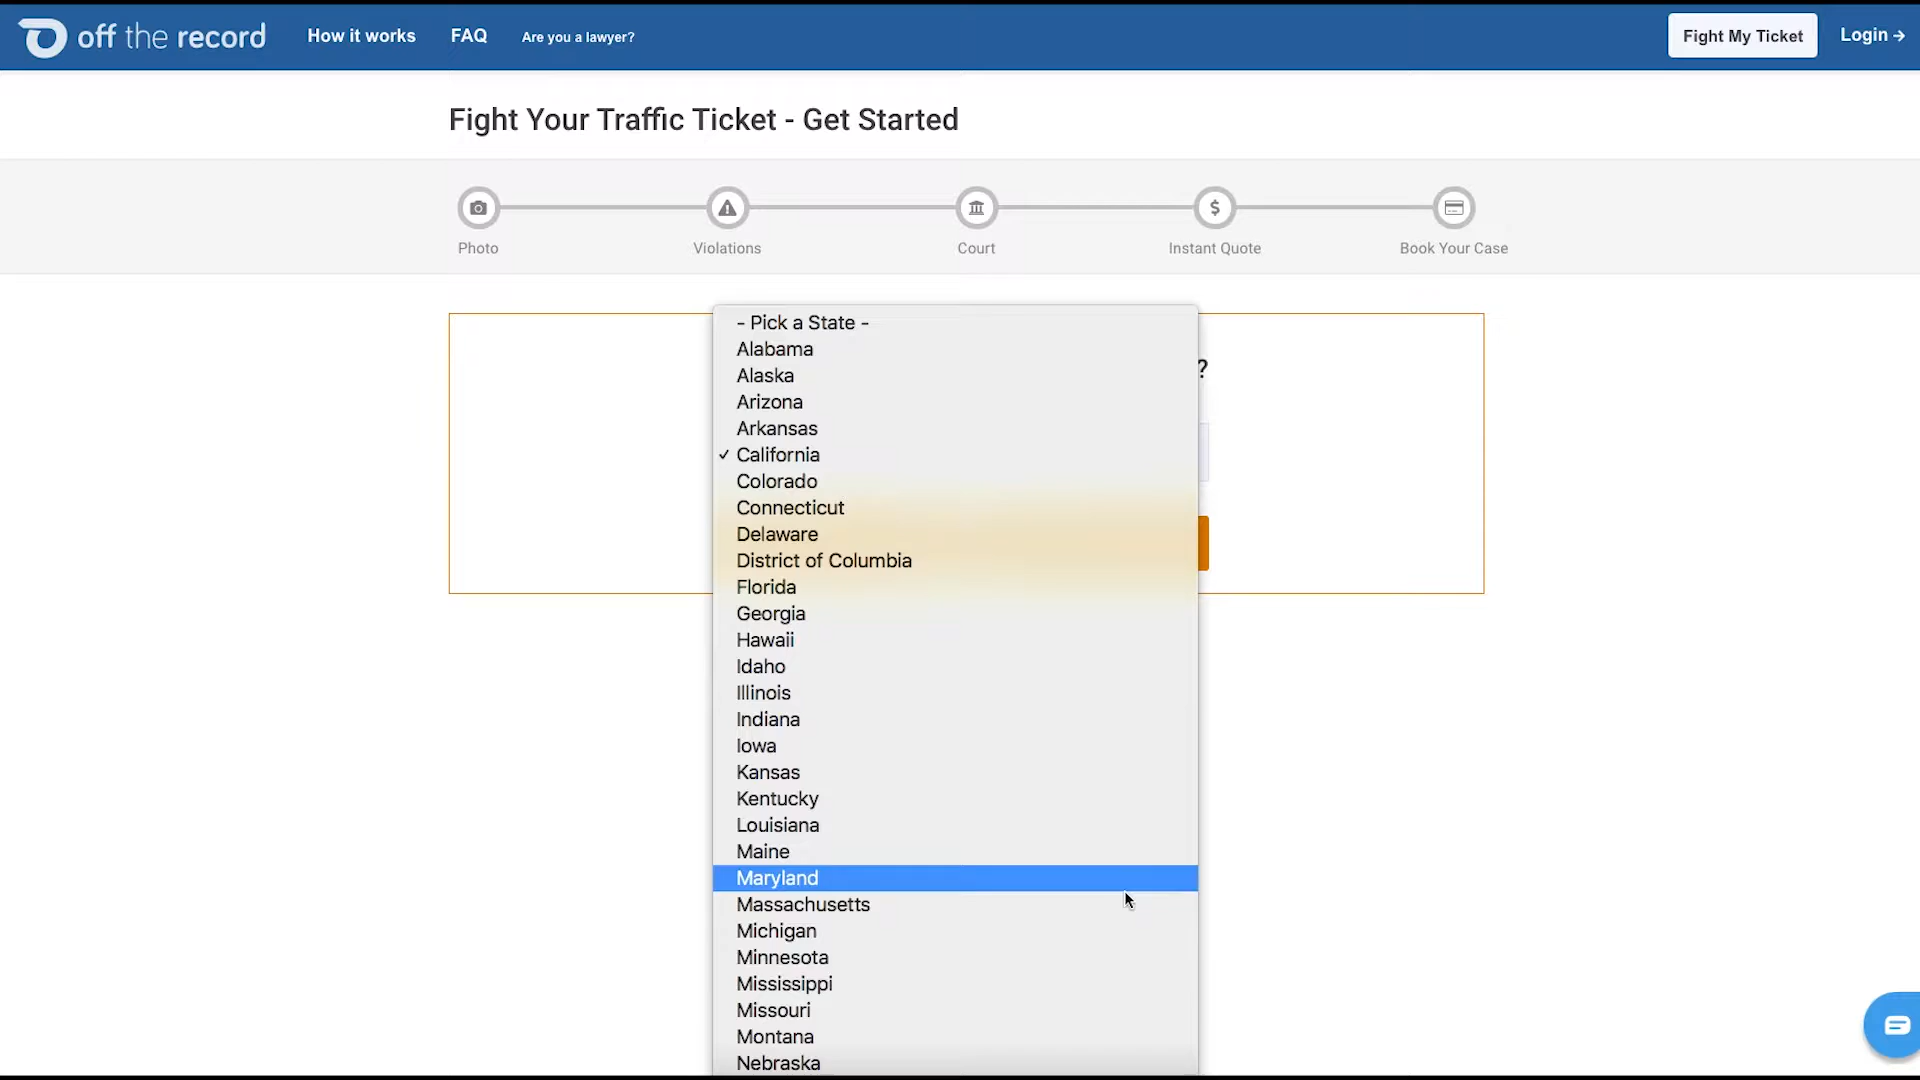 off the record How it works FAQ Are you a lawyer? Fight My Ticket Login →
Fight Your Traffic Ticket - Get Started
Photo Violations Court Instant Quote Book Your Case
- Pick a State -
Alabama
?
Alaska
Arizona
Arkansas
✓ California
Colorado
Connecticut
Delaware
District of Columbia
Florida
Georgia
Hawaii
Idaho
Illinois
Indiana
Iowa
Kansas
Kentucky
Louisiana
Maine
Maryland
Massachusetts
Michigan
Minnesota
Mississippi
Missouri
Montana
Nebraska